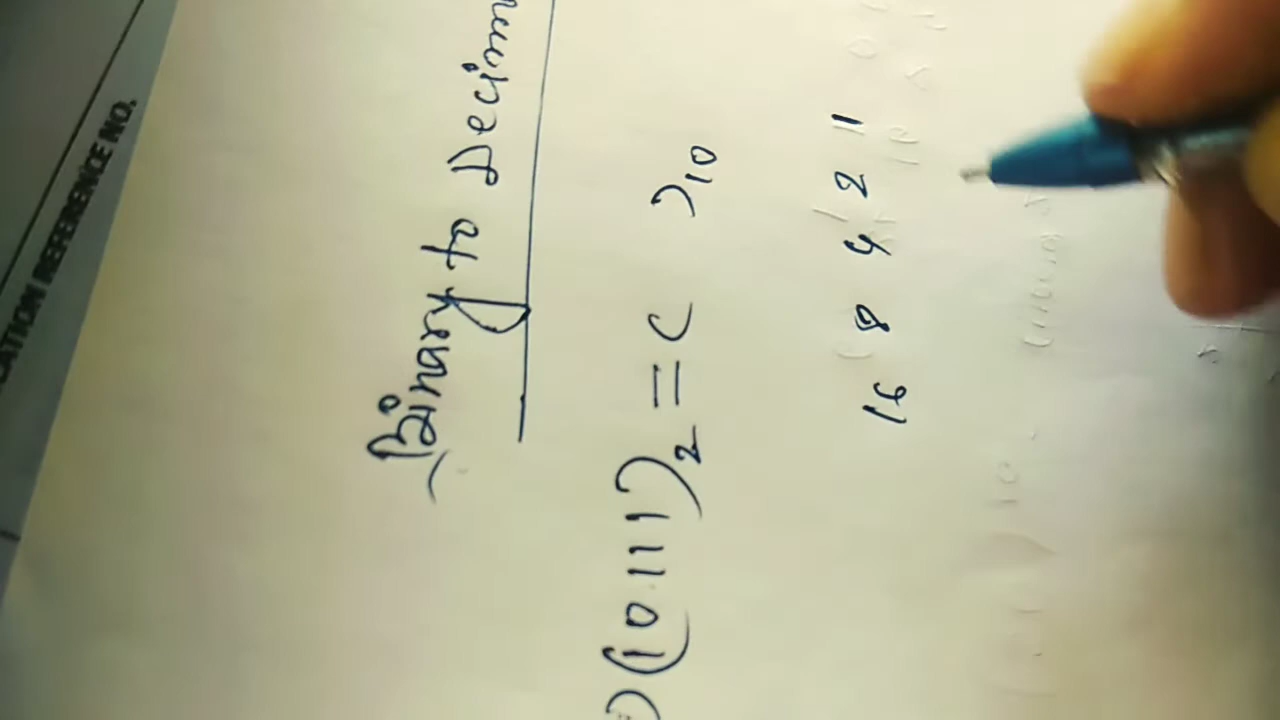 Binary to Decim
(10111)₂ = ( )₁₀
16 8 4 2 1
CATION REFERENCE NO.